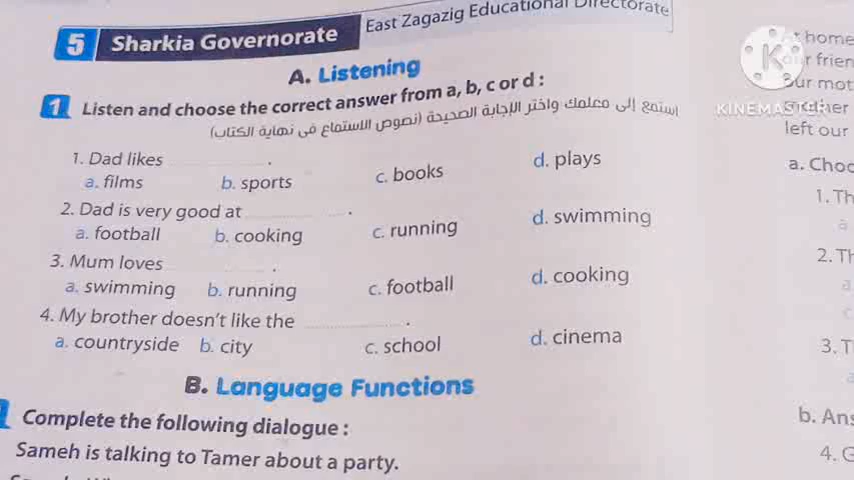 5 Sharkia Governorate East Zagazig Educational Directorate
A. Listening
1 Listen and choose the correct answer from a, b, c or d :
استمع إلى معلمك واختر الإجابة الصحيحة (نصوص الاستماع في نهاية الكتاب)
1. Dad likes .
a. films b. sports c. books d. plays
2. Dad is very good at .
a. football b. cooking c. running d. swimming
3. Mum loves .
a. swimming b. running c. football d. cooking
4. My brother doesn't like the .
a. countryside b. city c. school d. cinema
B. Language Functions
Complete the following dialogue :
Sameh is talking to Tamer about a party.
K
KINEMASTER
home
our mot
left our
a. Choo
1. Th
a
2. Th
a
c
3. T
a
b. Ans
4. G